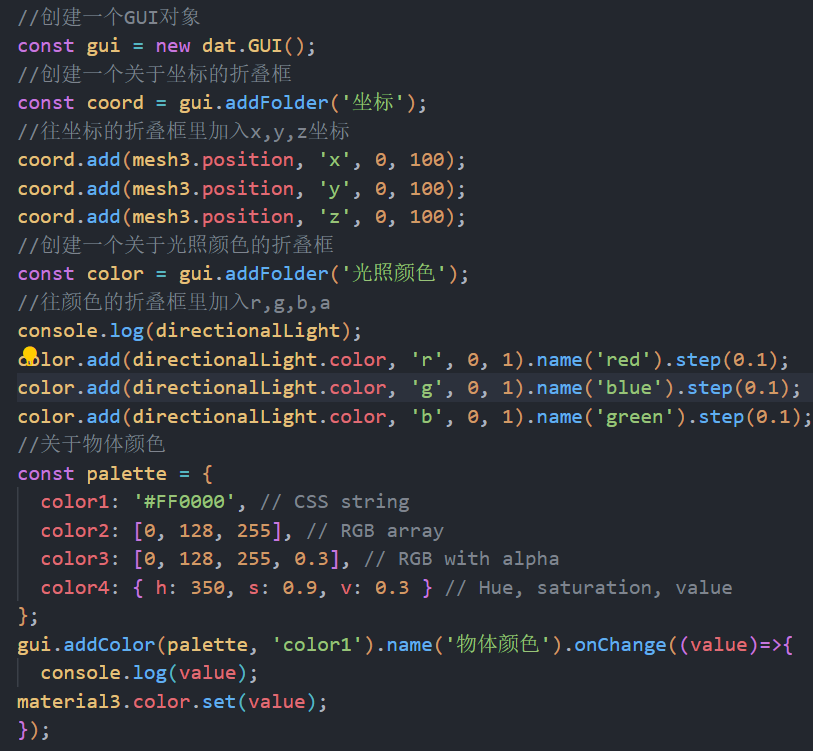 //创建一个GUI对象
const gui = new dat.GUI();
//创建一个关于坐标的折叠框
const coord = gui.addFolder('坐标');
//往坐标的折叠框里加入x,y,z坐标
coord.add(mesh3.position, 'x', 0, 100);
coord.add(mesh3.position, 'y', 0, 100);
coord.add(mesh3.position, 'z', 0, 100);
//创建一个关于光照颜色的折叠框
const color = gui.addFolder('光照颜色');
//往颜色的折叠框里加入r,g,b,a
console.log(directionalLight);
color.add(directionalLight.color, 'r', 0, 1).name('red').step(0.1);
color.add(directionalLight.color, 'g', 0, 1).name('blue').step(0.1);
color.add(directionalLight.color, 'b', 0, 1).name('green').step(0.1);
//关于物体颜色
const palette = {
  color1: '#FF0000', // CSS string
  color2: [0, 128, 255], // RGB array
  color3: [0, 128, 255, 0.3], // RGB with alpha
  color4: { h: 350, s: 0.9, v: 0.3 } // Hue, saturation, value
};
gui.addColor(palette, 'color1').name('物体颜色').onChange((value)=>{
  console.log(value);
material3.color.set(value);
});